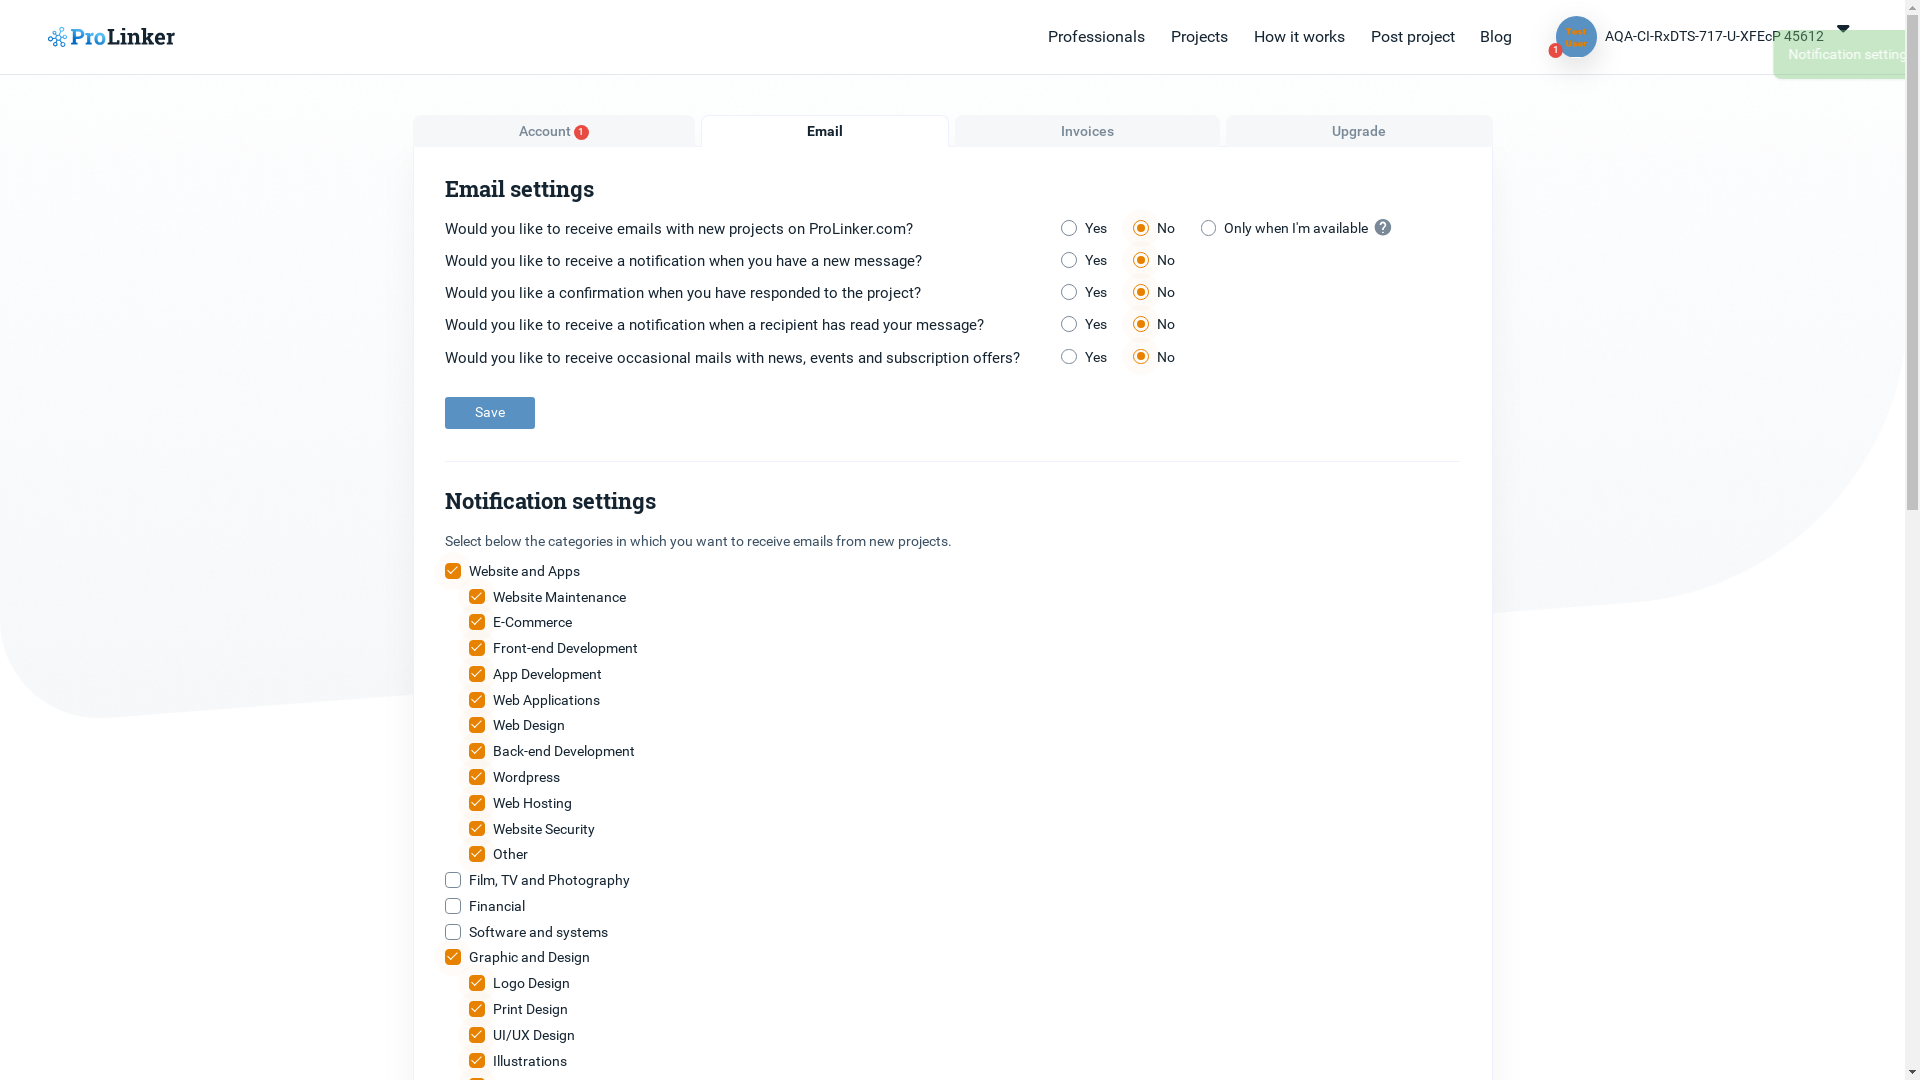 ProLinker
Professionals Projects How it works Post project Blog
Test User
1
AQA-CI-RxDTS-717-U-XFEcP 45612
Notification setting
Account 1
Email
Invoices
Upgrade
Email settings
Would you like to receive emails with new projects on ProLinker.com? Yes No Only when I'm available ?
Would you like to receive a notification when you have a new message? Yes No
Would you like a confirmation when you have responded to the project? Yes No
Would you like to receive a notification when a recipient has read your message? Yes No
Would you like to receive occasional mails with news, events and subscription offers? Yes No
Save
Notification settings
Select below the categories in which you want to receive emails from new projects.
Website and Apps
Website Maintenance
E-Commerce
Front-end Development
App Development
Web Applications
Web Design
Back-end Development
Wordpress
Web Hosting
Website Security
Other
Film, TV and Photography
Financial
Software and systems
Graphic and Design
Logo Design
Print Design
UI/UX Design
Illustrations